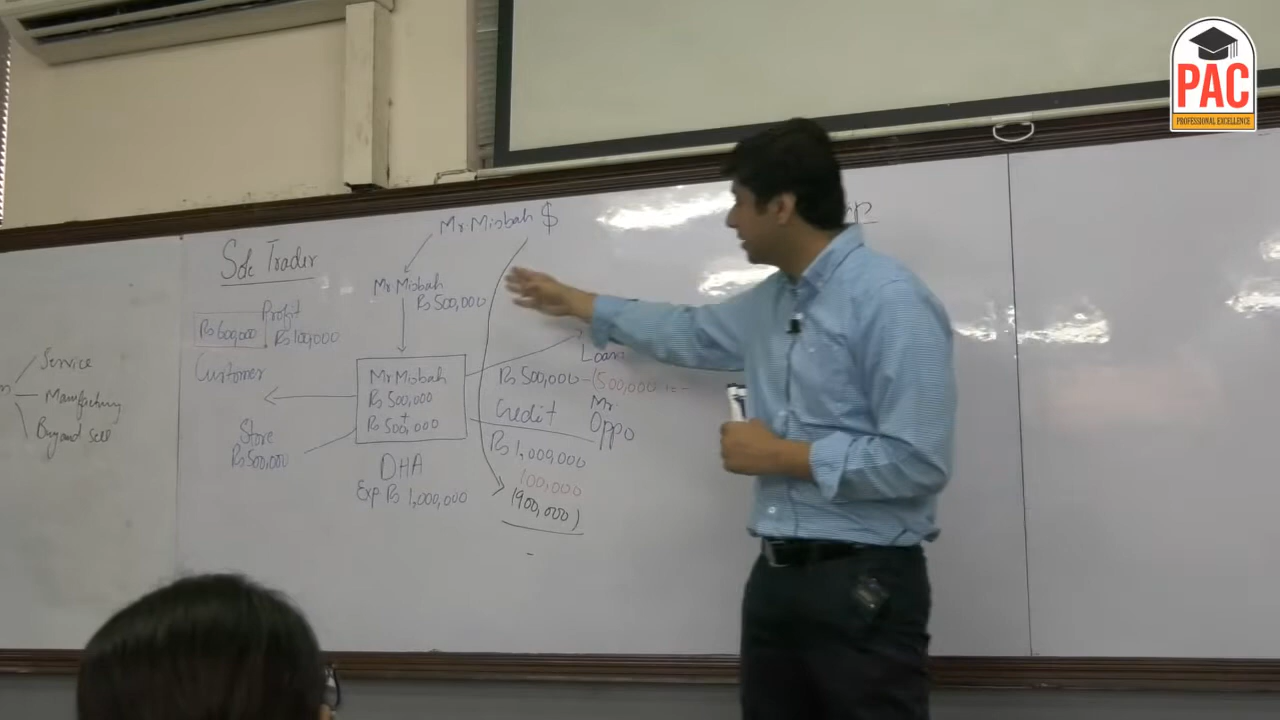 PAC
PROFESSIONAL EXCELLENCE
Mr Misbah $
Sole Trader
Mr Misbah
Rs 500,000
Profit
Rs 600,000
Rs 100,000
Customer
Service
Manufacturing
Buy and sell
Store
Rs 500,000
Mr Misbah
Rs 500,000
+
Rs 500,000
DHA
Exp Rs 1,000,000
Loan
Rs 500,000 - (500,000
Credit
Mr.
Oppo
Rs 1,000,000
100,000
(900,000)
-